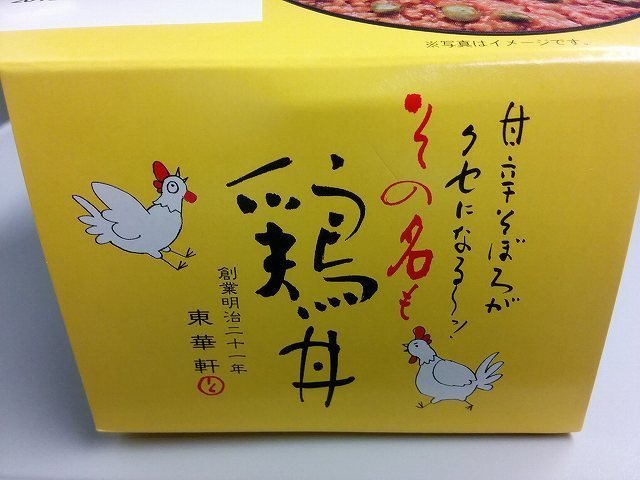 ※写真はイメージです。
甘辛そぼろが
クセになる〜ン!
その名も
鶏丼
創業明治二十一年
東華軒